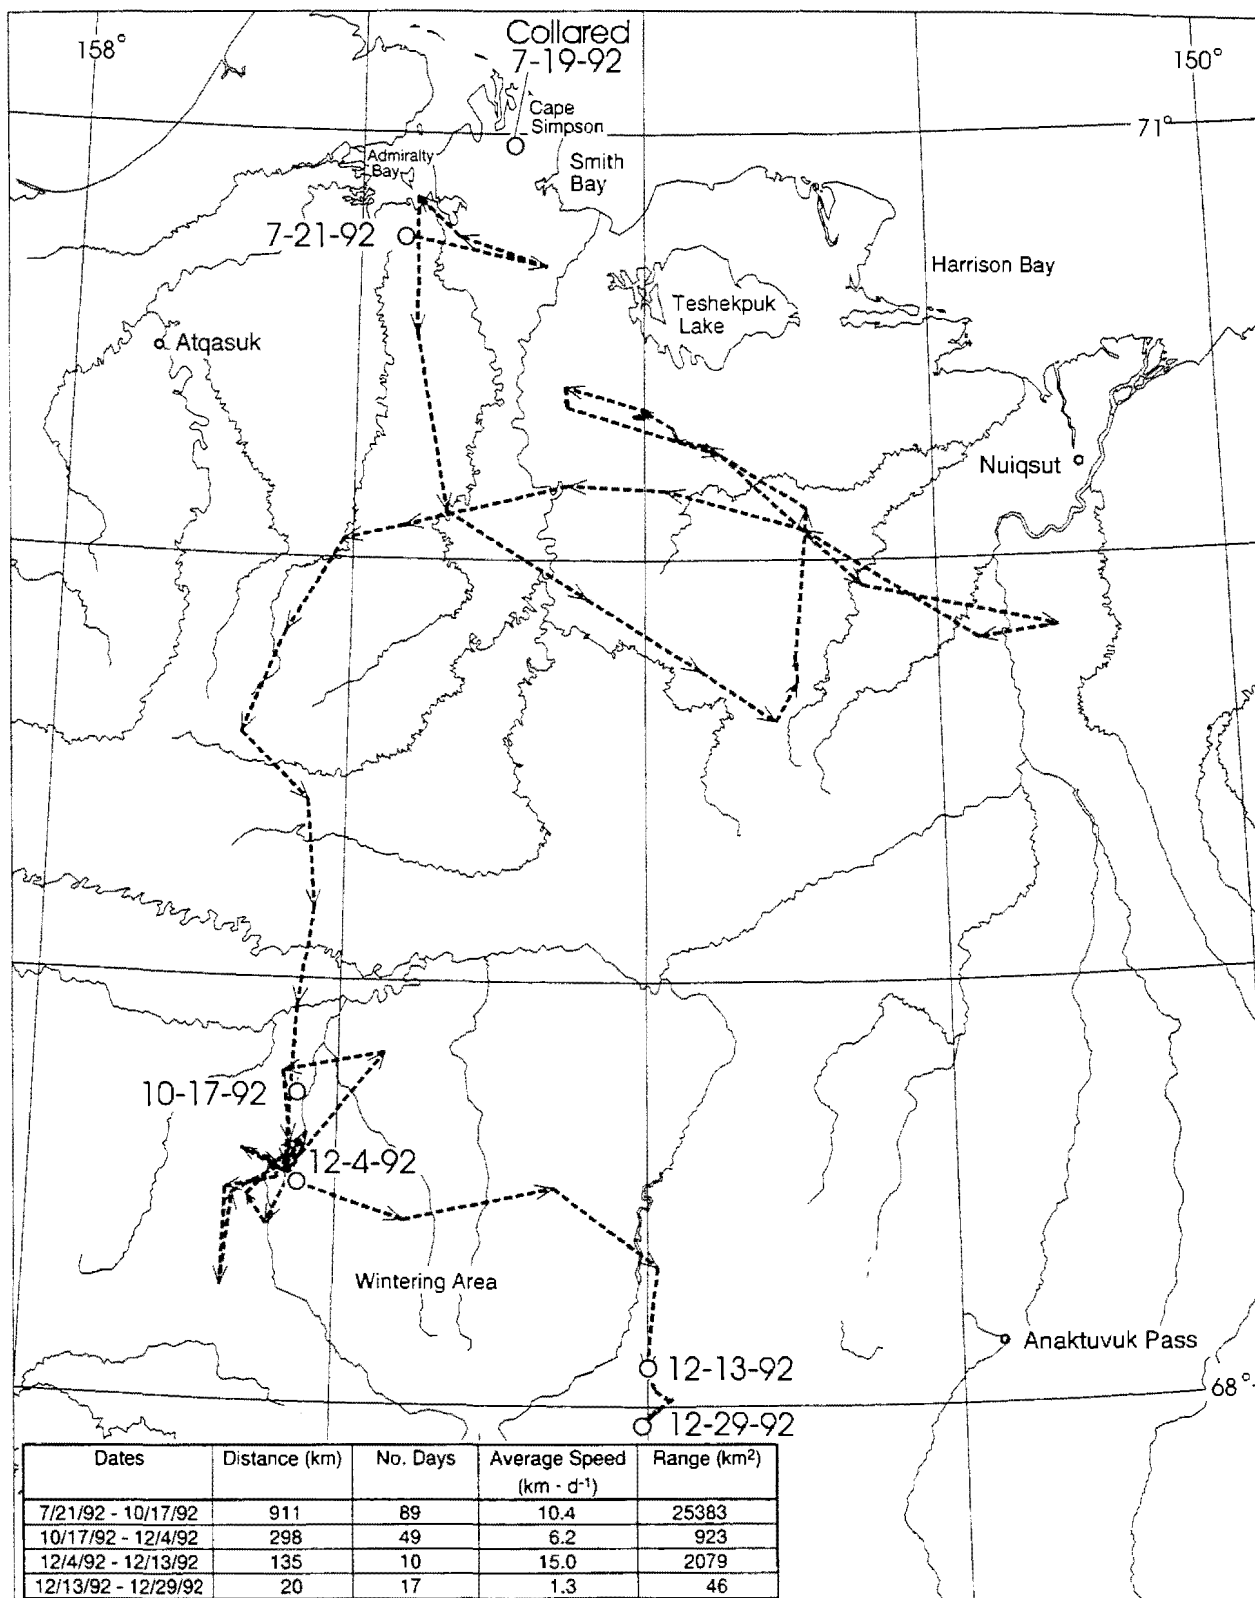 Collared
7-19-92
158°
150°
71°
Cape
Simpson
Admiralty
Bay
Smith
Bay
7-21-92
Harrison Bay
Teshekpuk
Lake
Atqasuk
Nuiqsut
10-17-92
12-4-92
Wintering Area
Anaktuvuk Pass
12-13-92
68°
12-29-92
Dates Distance (km) No. Days Average Speed (km - d⁻¹) Range (km²)
7/21/92 - 10/17/92 911 89 10.4 25383
10/17/92 - 12/4/92 298 49 6.2 923
12/4/92 - 12/13/92 135 10 15.0 2079
12/13/92 - 12/29/92 20 17 1.3 46